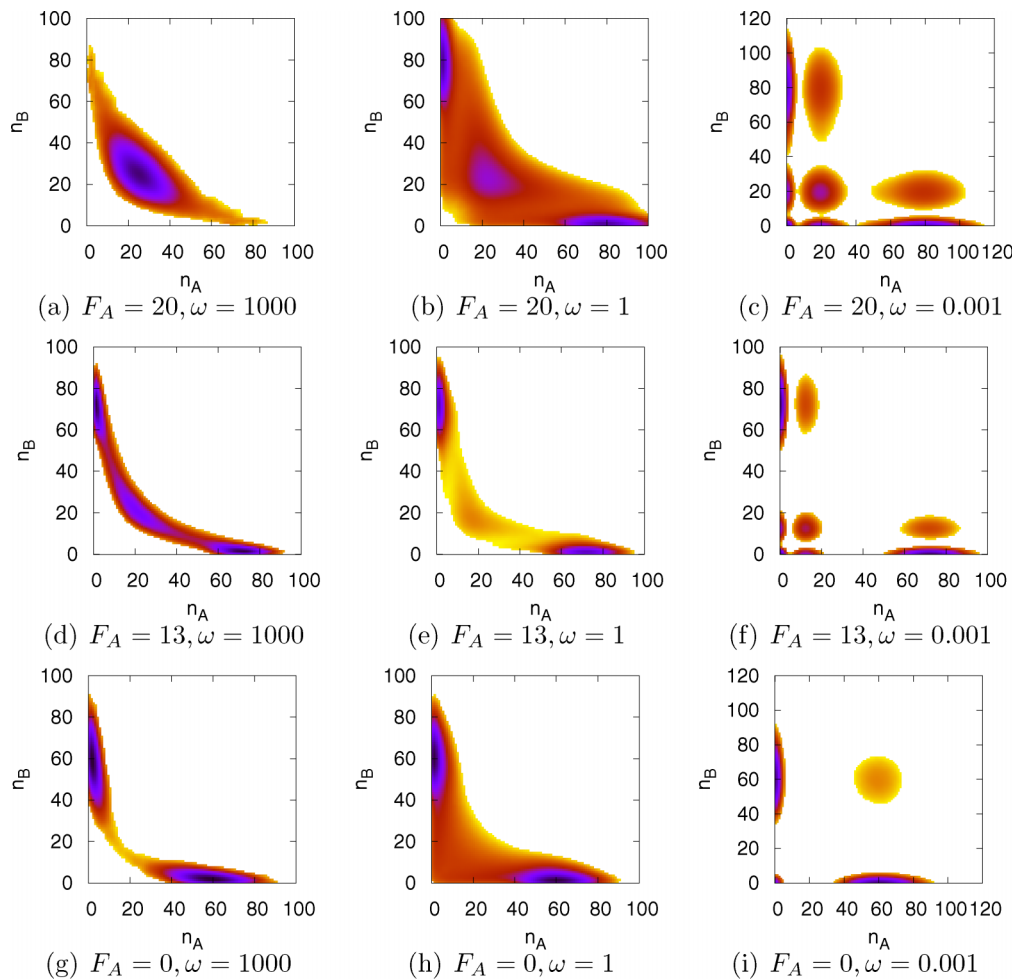 100
80
60
40
20
0
n_B
0 20 40 60 80 100
n_A
(a) F_A = 20, ω = 1000
100
80
60
40
20
0
n_B
0 20 40 60 80 100
n_A
(b) F_A = 20, ω = 1
120
100
80
60
40
20
0
n_B
0 20 40 60 80 100 120
n_A
(c) F_A = 20, ω = 0.001
100
80
60
40
20
0
n_B
0 20 40 60 80 100
n_A
(d) F_A = 13, ω = 1000
100
80
60
40
20
0
n_B
0 20 40 60 80 100
n_A
(e) F_A = 13, ω = 1
100
80
60
40
20
0
n_B
0 20 40 60 80 100
n_A
(f) F_A = 13, ω = 0.001
100
80
60
40
20
0
n_B
0 20 40 60 80 100
n_A
(g) F_A = 0, ω = 1000
100
80
60
40
20
0
n_B
0 20 40 60 80 100
n_A
(h) F_A = 0, ω = 1
120
100
80
60
40
20
0
n_B
0 20 40 60 80 100 120
n_A
(i) F_A = 0, ω = 0.001